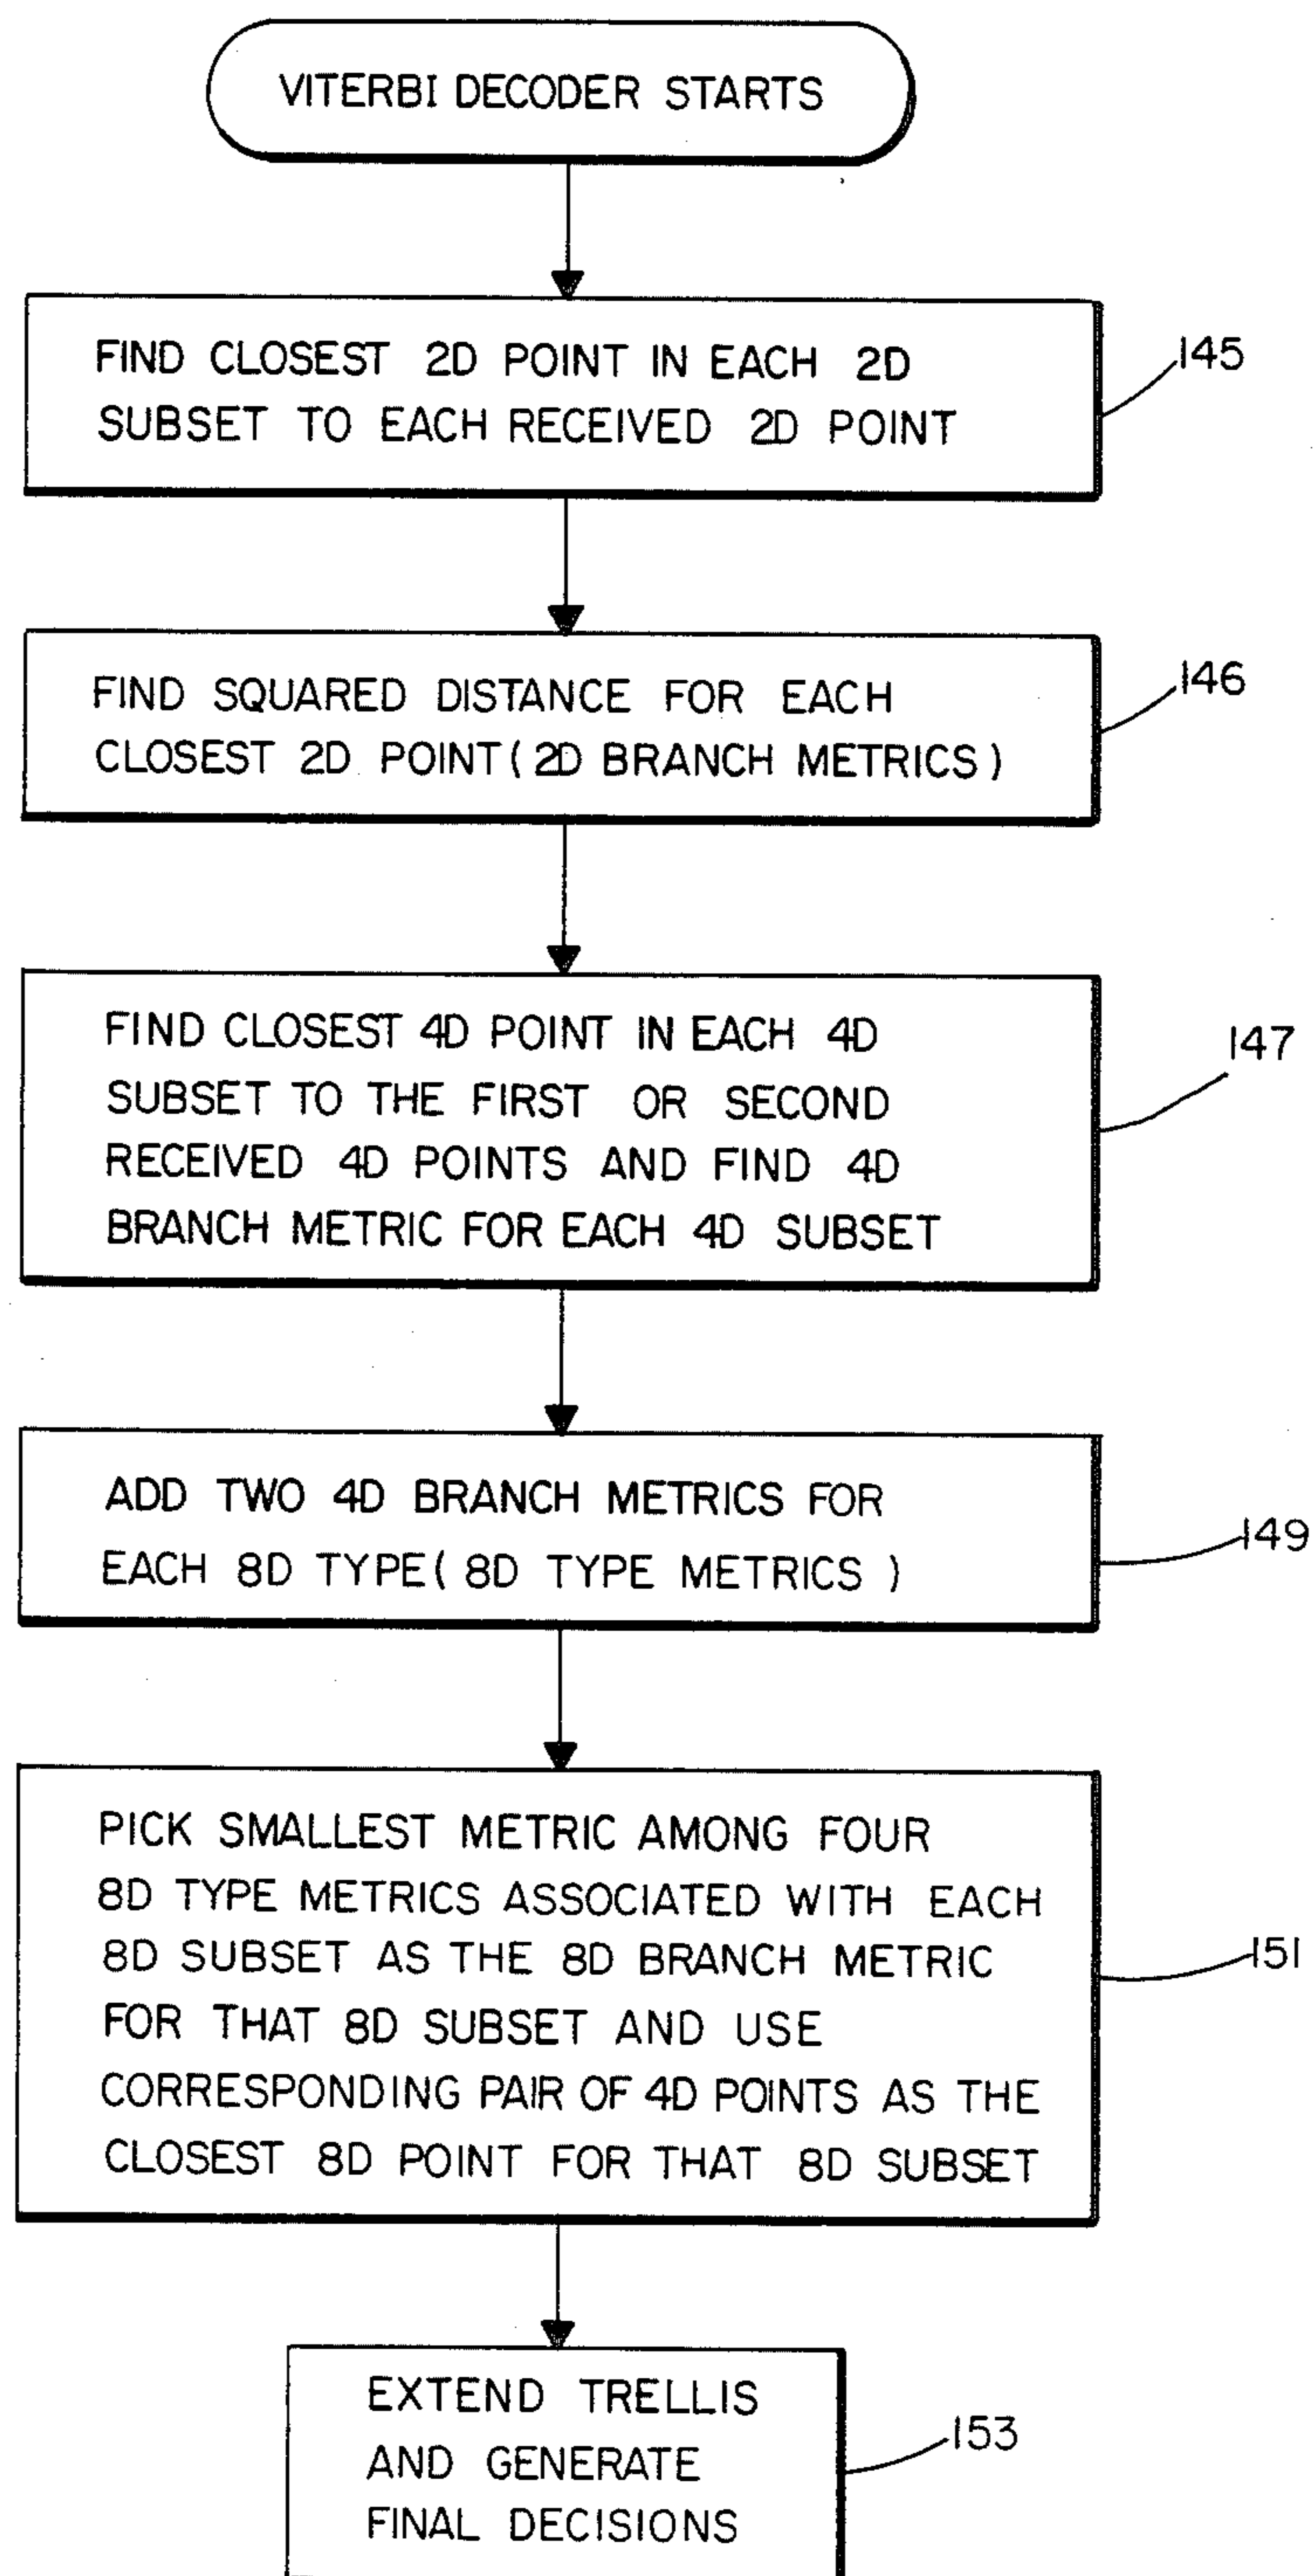 VITERBI DECODER STARTS
FIND CLOSEST 2D POINT IN EACH 2D
SUBSET TO EACH RECEIVED 2D POINT
145
FIND SQUARED DISTANCE FOR EACH
CLOSEST 2D POINT (2D BRANCH METRICS)
146
FIND CLOSEST 4D POINT IN EACH 4D
SUBSET TO THE FIRST OR SECOND
RECEIVED 4D POINTS AND FIND 4D
BRANCH METRIC FOR EACH 4D SUBSET
147
ADD TWO 4D BRANCH METRICS FOR
EACH 8D TYPE (8D TYPE METRICS)
149
PICK SMALLEST METRIC AMONG FOUR
8D TYPE METRICS ASSOCIATED WITH EACH
8D SUBSET AS THE 8D BRANCH METRIC
FOR THAT 8D SUBSET AND USE
CORRESPONDING PAIR OF 4D POINTS AS THE
CLOSEST 8D POINT FOR THAT 8D SUBSET
151
EXTEND TRELLIS
AND GENERATE
FINAL DECISIONS
153